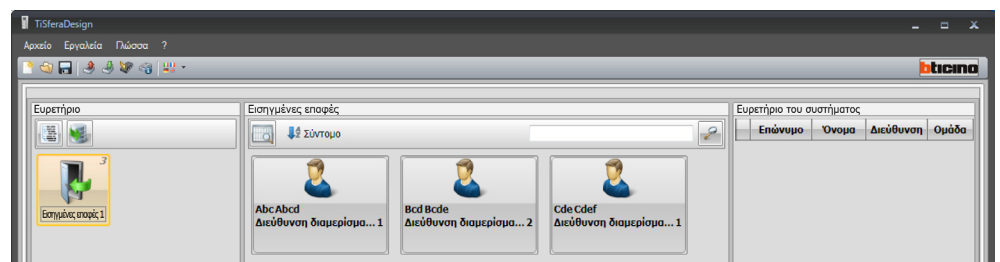 TiSferaDesign
Αρχείο Εργαλεία Γλώσσα ?
bticino
Ευρετήριο
Εισηγμένες επαφές
Ευρετήριο του συστήματος
Σύντομο
Επώνυμο Όνομα Διεύθυνση Ομάδα
3
Εισηγμένες επαφές 1
Abc Abcd
Διεύθυνση διαμερίσμα... 1
Bcd Bcde
Διεύθυνση διαμερίσμα... 2
Cde Cdef
Διεύθυνση διαμερίσμα... 1